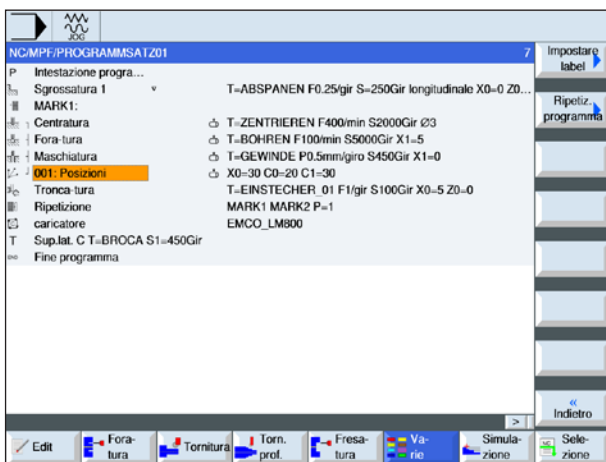 JOG
NC/MPF/PROGRAMMSATZ01 7
P Intestazione progra...
Sgrossatura 1 v T=ABSPANEN F0.25/gir S=250Gir longitudinale X0=0 Z0...
MARK1:
Centratura T=ZENTRIEREN F400/min S2000Gir Ø3
Fora-tura T=BOHREN F100/min S5000Gir X1=5
Maschiatura T=GEWINDE P0.5mm/giro S450Gir X1=0
001: Posizioni X0=30 C0=20 C1=30
Tronca-tura T=EINSTECHER_01 F1/gir S100Gir X0=5 Z0=0
Ripetizione MARK1 MARK2 P=1
caricatore EMCO_LM800
T Sup.lat. C T=BROCA S1=450Gir
Fine programma
Impostare
label
Ripetiz.
programma
«
Indietro
>
Edit
Fora-
tura
Tornitura
Torn.
prof.
Fresa-
tura
Va-
rie
Simula-
zione
NC
Sele-
zione